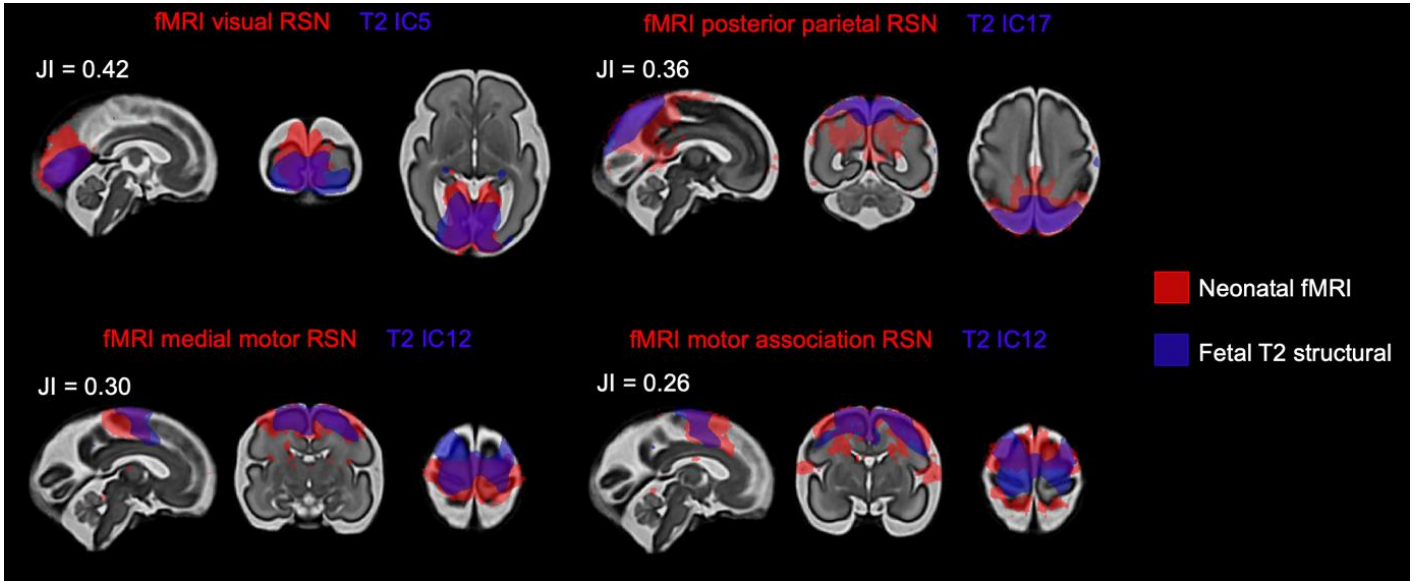 fMRI visual RSN T2 IC5
JI = 0.42
fMRI posterior parietal RSN T2 IC17
JI = 0.36
Neonatal fMRI
Fetal T2 structural
fMRI medial motor RSN T2 IC12
JI = 0.30
fMRI motor association RSN T2 IC12
JI = 0.26